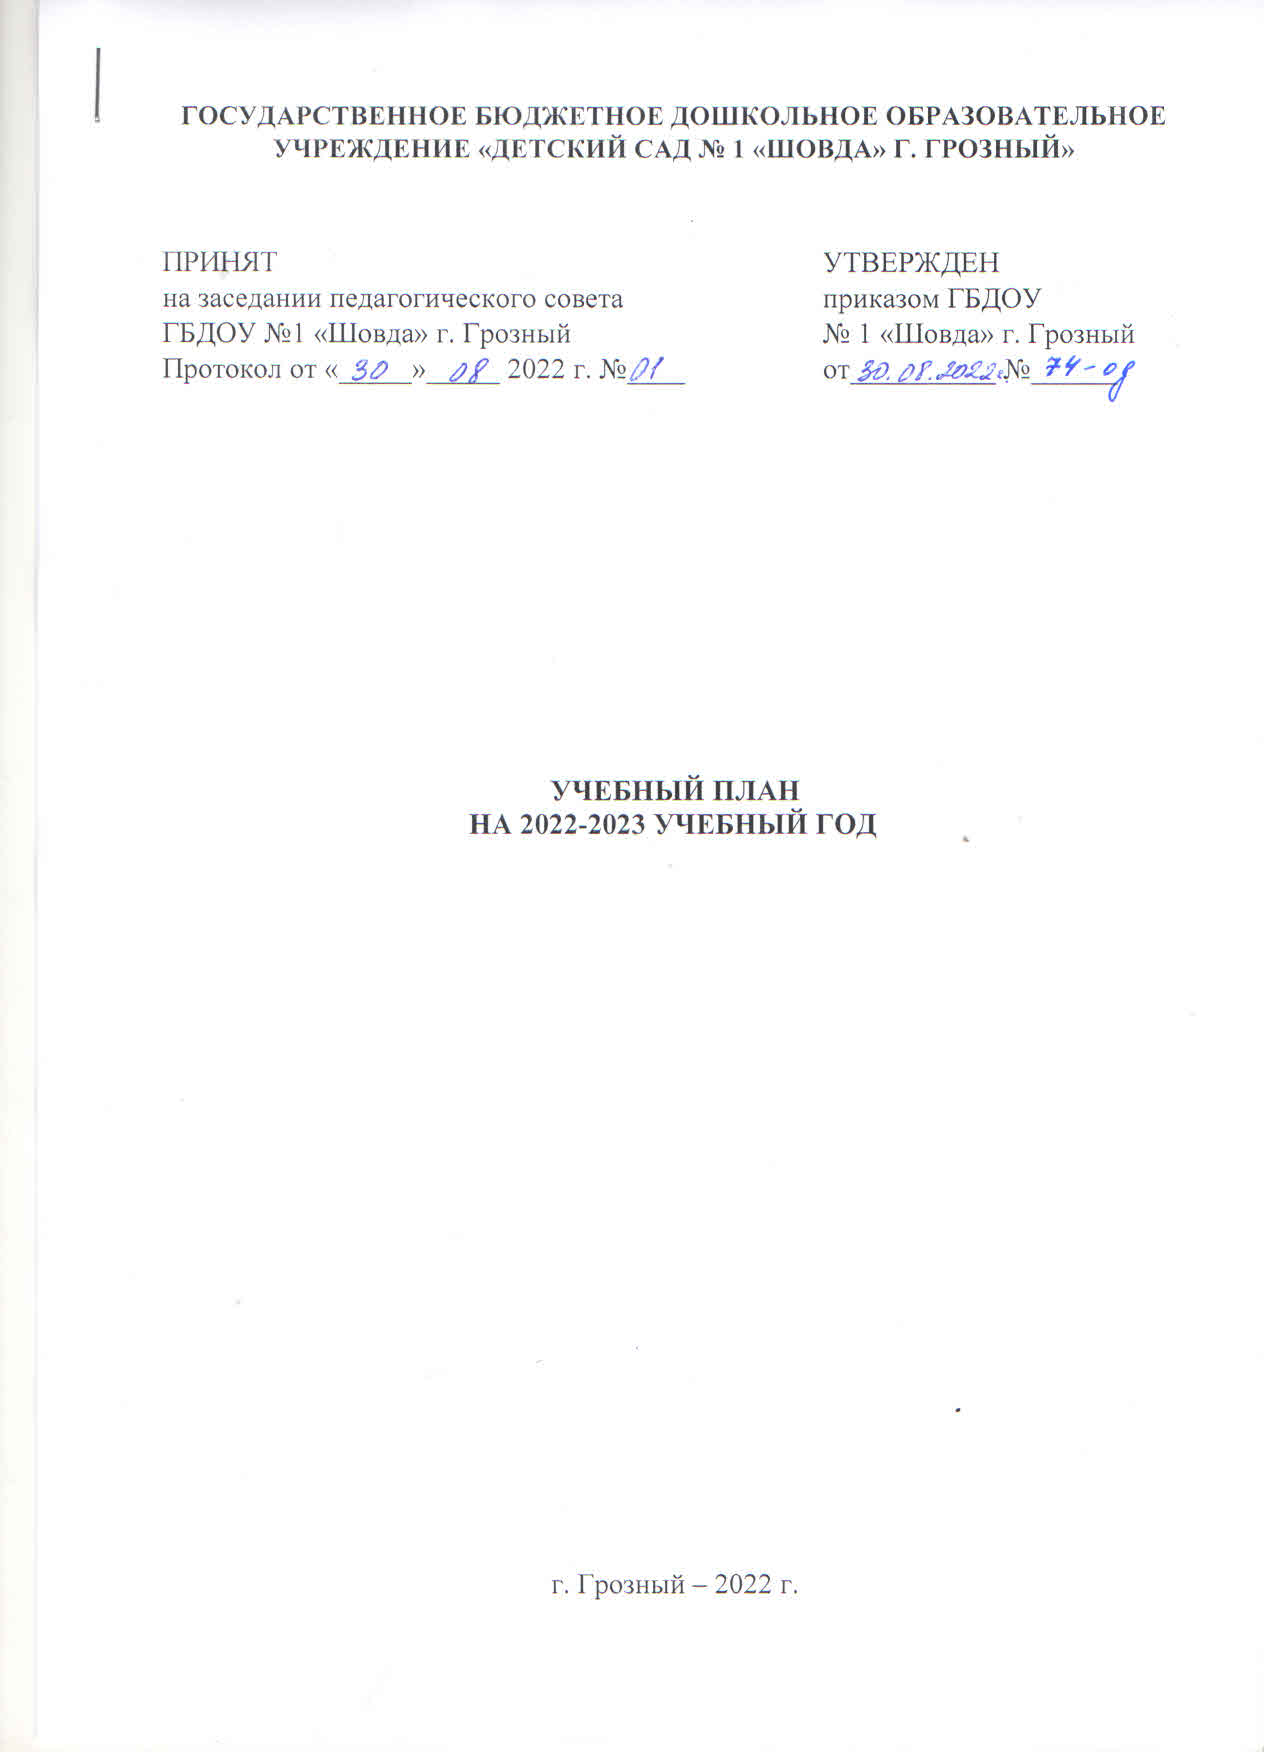 ГОСУДАРСТВЕННОЕ БЮДЖЕТНОЕ ДОШКОЛЬНОЕ ОБРАЗОВАТЕЛЬНОЕ
УЧРЕЖДЕНИЕ «ДЕТСКИЙ САД № 1 «ШОВДА» Г. ГРОЗНЫЙ»
ПРИНЯТ
на заседании педагогического совета
ГБДОУ №1 «Шовда» г. Грозный
Протокол от «30» 08 2022 г. №01
УТВЕРЖДЕН
приказом ГБДОУ
№ 1 «Шовда» г. Грозный
от 30.08.2022г. № 74-од
УЧЕБНЫЙ ПЛАН
НА 2022-2023 УЧЕБНЫЙ ГОД
г. Грозный – 2022 г.